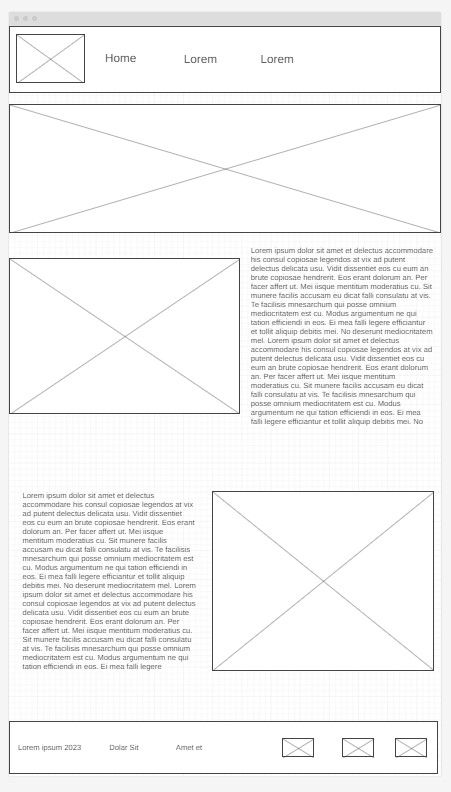 Home Lorem Lorem
Lorem ipsum dolor sit amet et delectus accommodare
his consul copiosae legendos at vix ad putent
delectus delicata usu. Vidit dissentiet eos cu eum an
brute copiosae hendrerit. Eos erant dolorum an. Per
facer affert ut. Mei iisque mentitum moderatius cu. Sit
munere facilis accusam eu dicat falli consulatu at vis.
Te facilisis mnesarchum qui posse omnium
mediocritatem est cu. Modus argumentum ne qui
tation efficiendi in eos. Ei mea falli legere efficiantur
et tollit aliquip debitis mei. No deserunt mediocritatem
mel. Lorem ipsum dolor sit amet et delectus
accommodare his consul copiosae legendos at vix ad
putent delectus delicata usu. Vidit dissentiet eos cu
eum an brute copiosae hendrerit. Eos erant dolorum
an. Per facer affert ut. Mei iisque mentitum
moderatius cu. Sit munere facilis accusam eu dicat
falli consulatu at vis. Te facilisis mnesarchum qui
posse omnium mediocritatem est cu. Modus
argumentum ne qui tation efficiendi in eos. Ei mea
falli legere efficiantur et tollit aliquip debitis mei. No
Lorem ipsum dolor sit amet et delectus
accommodare his consul copiosae legendos at vix
ad putent delectus delicata usu. Vidit dissentiet
eos cu eum an brute copiosae hendrerit. Eos erant
dolorum an. Per facer affert ut. Mei iisque
mentitum moderatius cu. Sit munere facilis
accusam eu dicat falli consulatu at vis. Te facilisis
mnesarchum qui posse omnium mediocritatem est
cu. Modus argumentum ne qui tation efficiendi in
eos. Ei mea falli legere efficiantur et tollit aliquip
debitis mei. No deserunt mediocritatem mel. Lorem
ipsum dolor sit amet et delectus accommodare his
consul copiosae legendos at vix ad putent delectus
delicata usu. Vidit dissentiet eos cu eum an brute
copiosae hendrerit. Eos erant dolorum an. Per
facer affert ut. Mei iisque mentitum moderatius cu.
Sit munere facilis accusam eu dicat falli consulatu
at vis. Te facilisis mnesarchum qui posse omnium
mediocritatem est cu. Modus argumentum ne qui
tation efficiendi in eos. Ei mea falli legere
Lorem ipsum 2023 Dolar Sit Amet et